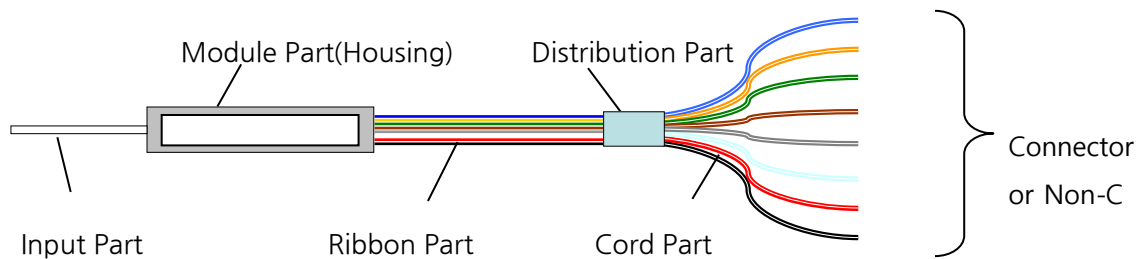 Module Part(Housing)
Distribution Part
Connector
or Non-C
Input Part
Ribbon Part
Cord Part